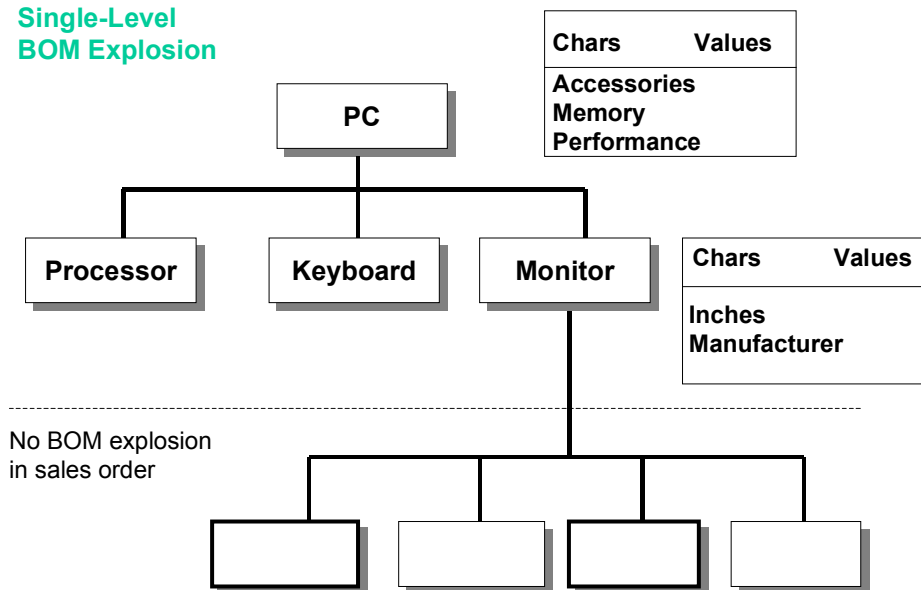 Single-Level
BOM Explosion
Chars Values
Accessories
Memory
Performance
PC
Processor
Keyboard
Monitor
Chars Values
Inches
Manufacturer
No BOM explosion
in sales order